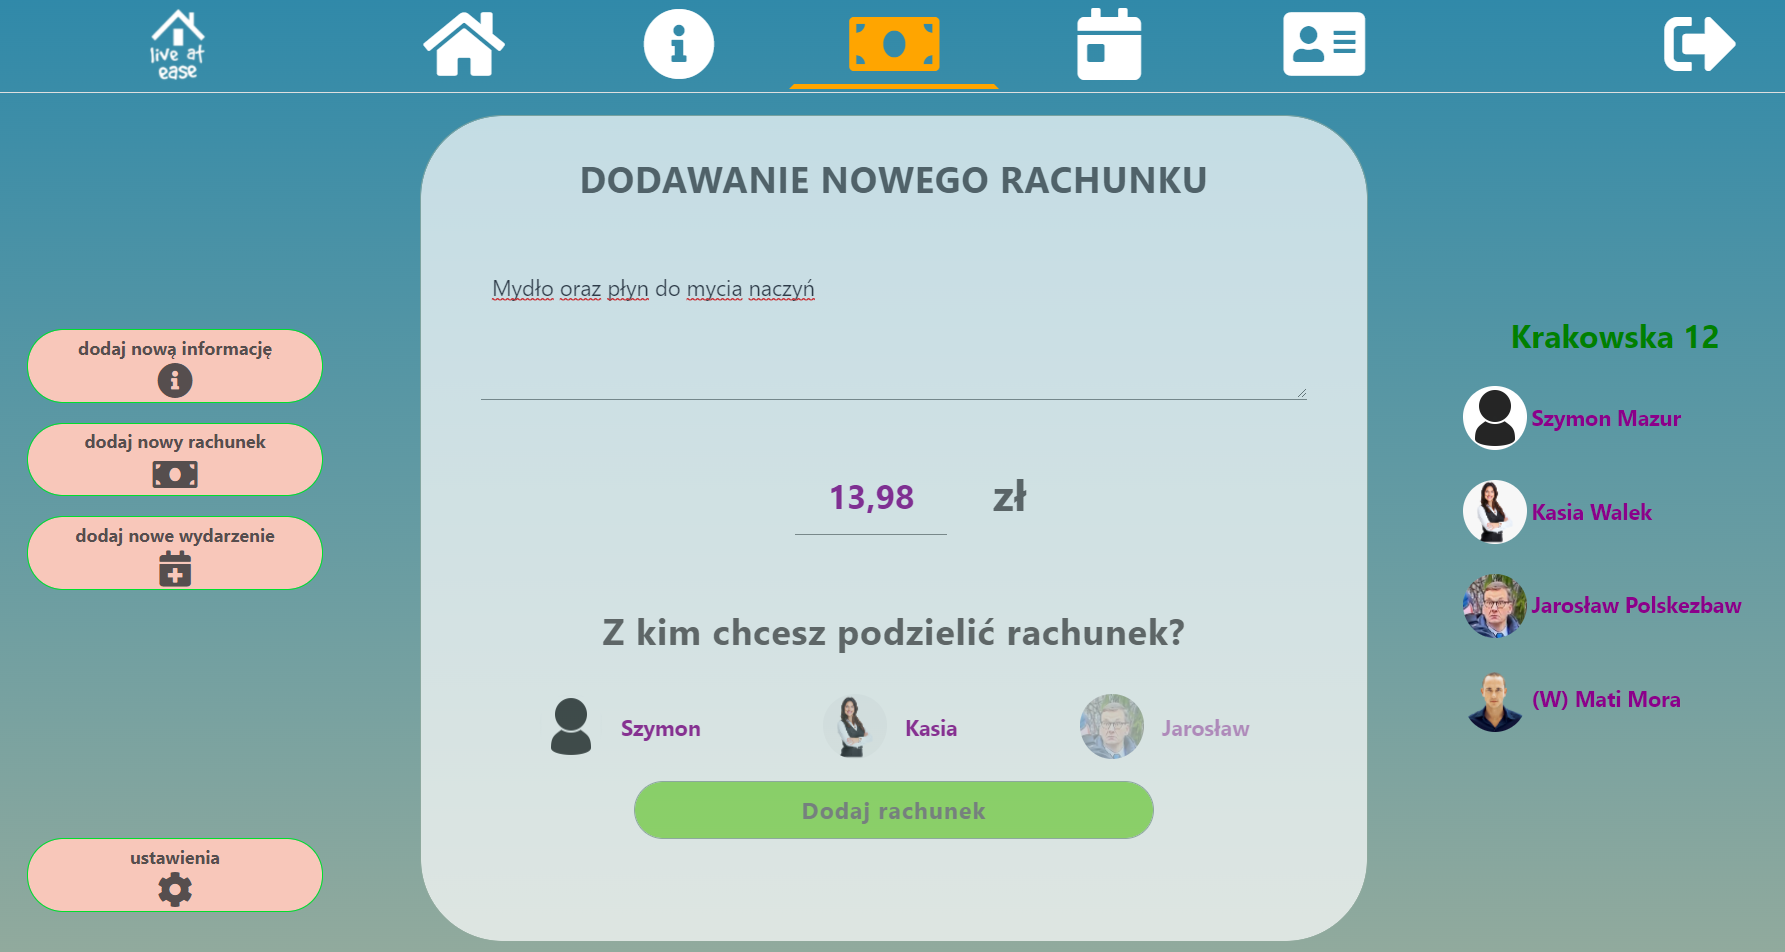 live at
ease
DODAWANIE NOWEGO RACHUNKU
Mydło oraz płyn do mycia naczyń
13,98 zł
Z kim chcesz podzielić rachunek?
Szymon
Kasia
Jarosław
Dodaj rachunek
dodaj nową informację
dodaj nowy rachunek
dodaj nowe wydarzenie
ustawienia
Krakowska 12
Szymon Mazur
Kasia Walek
Jarosław Polskezbaw
(W) Mati Mora